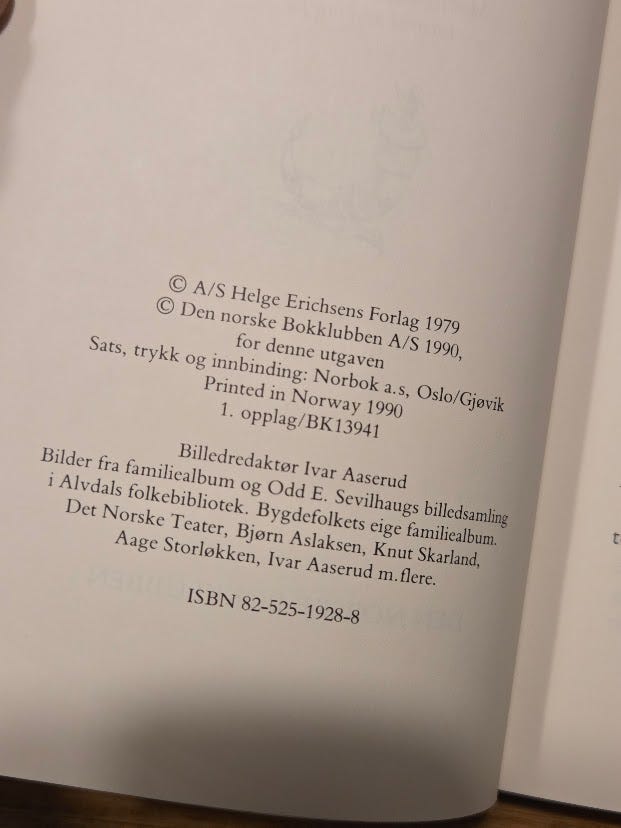 © A/S Helge Erichsens Forlag 1979
© Den norske Bokklubben A/S 1990,
for denne utgaven
Sats, trykk og innbinding: Norbok a.s, Oslo/Gjøvik
Printed in Norway 1990
1. opplag/BK13941
Billedredaktør Ivar Aaserud
Bilder fra familiealbum og Odd E. Sevilhaugs billedsamling
i Alvdals folkebibliotek. Bygdefolkets eige familiealbum.
Det Norske Teater, Bjørn Aslaksen, Knut Skarland,
Aage Storløkken, Ivar Aaserud m.flere.
ISBN 82-525-1928-8